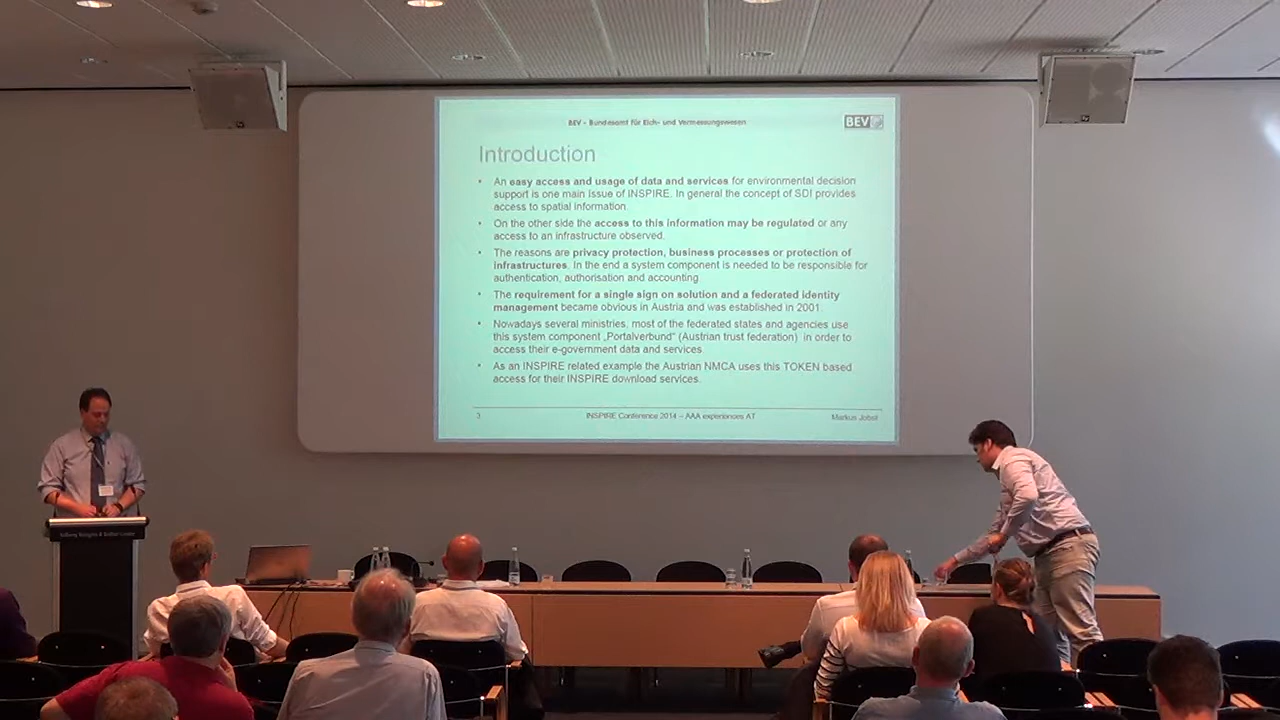 BEV - Bundesamt für Eich- und Vermessungswesen
BEV
Introduction
• An easy access and usage of data and services for environmental decision
support is one main issue of INSPIRE. In general the concept of SDI provides
access to spatial information.
• On the other side the access to this information may be regulated or any
access to an infrastructure observed.
• The reasons are privacy protection, business processes or protection of
infrastructures. In the end a system component is needed to be responsible for
authentication, authorisation and accounting.
• The requirement for a single sign on solution and a federated identity
management became obvious in Austria and was established in 2001.
• Nowadays several ministries, most of the federated states and agencies use
this system component „Portalverbund" (Austrian trust federation) in order to
access their e-government data and services.
• As an INSPIRE related example the Austrian NMCA uses this TOKEN based
access for their INSPIRE download services.
3 INSPIRE Conference 2014 – AAA experiences AT Markus Jobst
Aalborg Kongres & Kultur Center